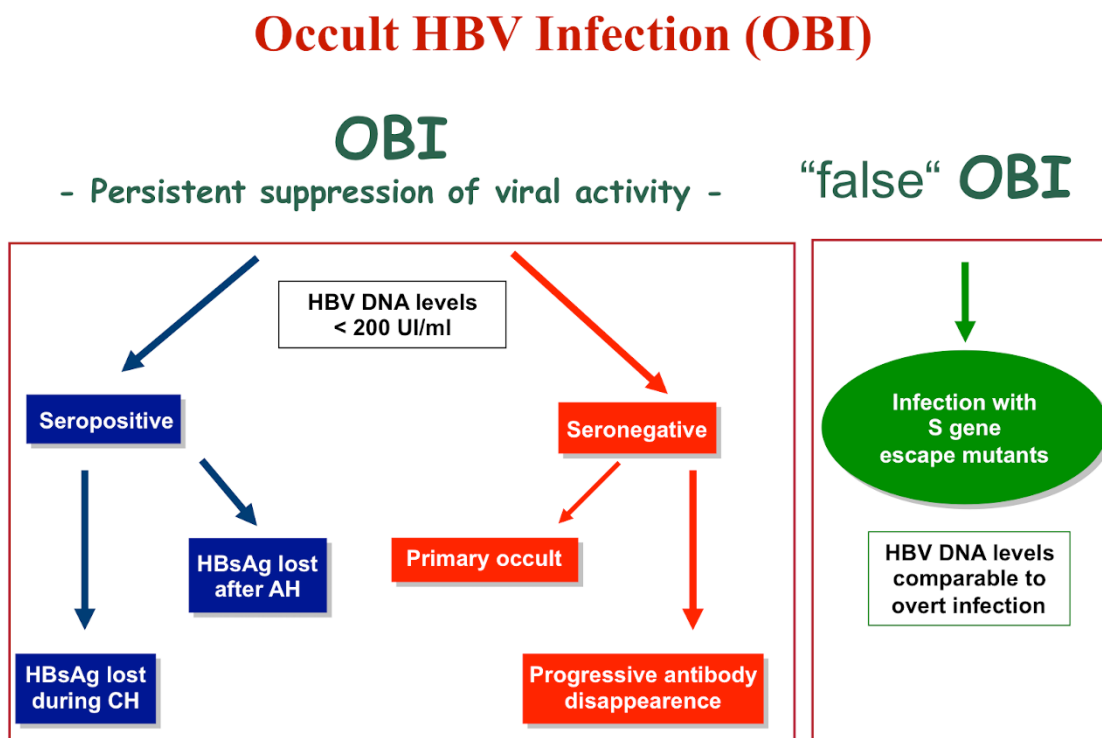 Occult HBV Infection (OBI)
OBI
- Persistent suppression of viral activity -
“false“ OBI
HBV DNA levels
< 200 UI/ml
Seropositive
Seronegative
HBsAg lost
after AH
Primary occult
HBsAg lost
during CH
Progressive antibody
disappearence
Infection with
S gene
escape mutants
HBV DNA levels
comparable to
overt infection